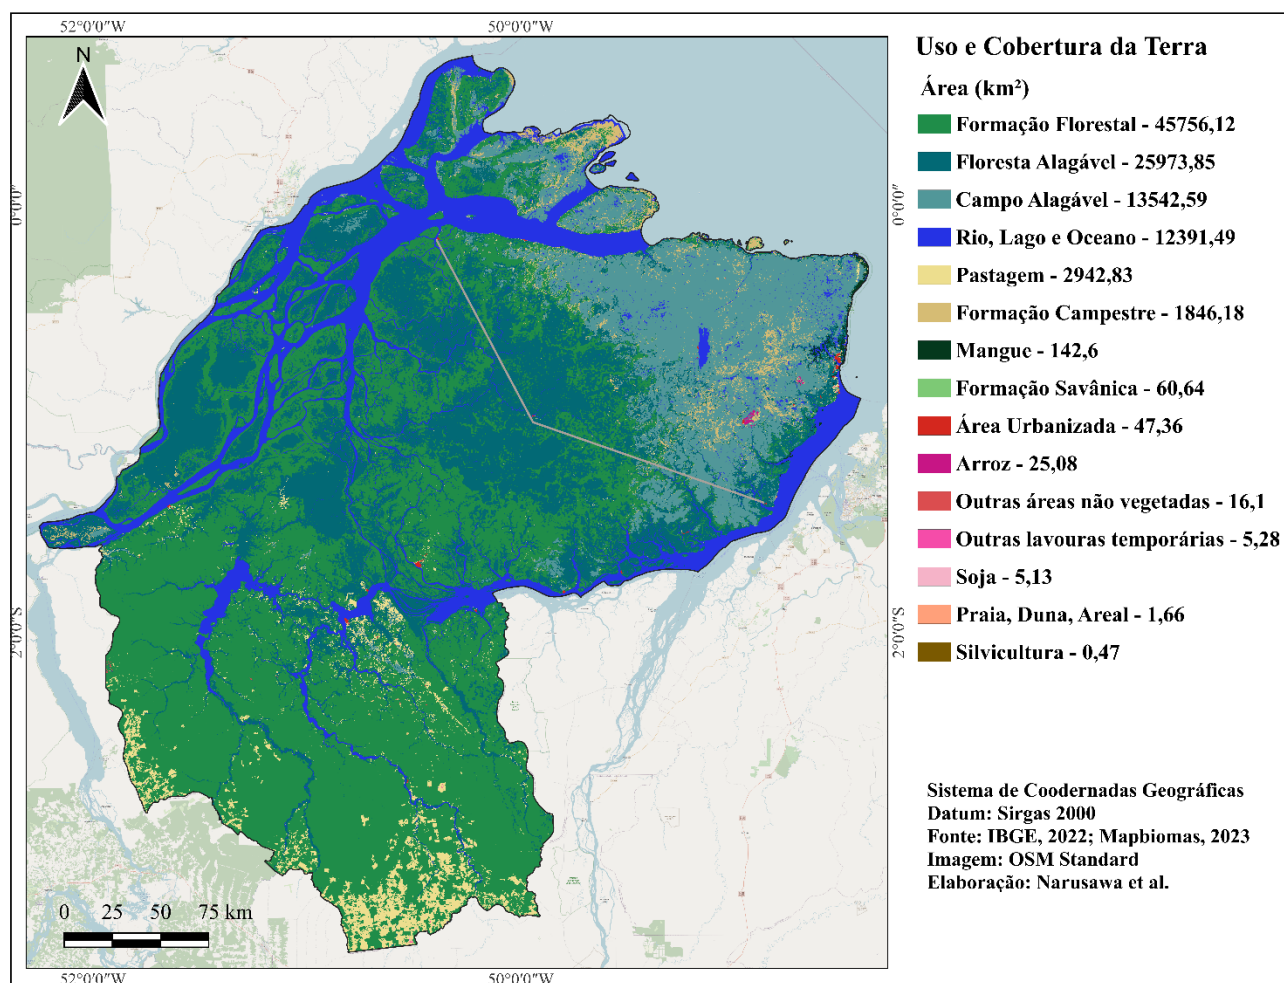 52°0'0"W
50°0'0"W
N
0°0'0"
0°0'0"
2°0'0"S
2°0'0"S
0 25 50 75 km
52°0'0"W
50°0'0"W
Uso e Cobertura da Terra
Área (km²)
Formação Florestal - 45756,12
Floresta Alagável - 25973,85
Campo Alagável - 13542,59
Rio, Lago e Oceano - 12391,49
Pastagem - 2942,83
Formação Campestre - 1846,18
Mangue - 142,6
Formação Savânica - 60,64
Área Urbanizada - 47,36
Arroz - 25,08
Outras áreas não vegetadas - 16,1
Outras lavouras temporárias - 5,28
Soja - 5,13
Praia, Duna, Areal - 1,66
Silvicultura - 0,47
Sistema de Coodernadas Geográficas
Datum: Sirgas 2000
Fonte: IBGE, 2022; Mapbiomas, 2023
Imagem: OSM Standard
Elaboração: Narusawa et al.